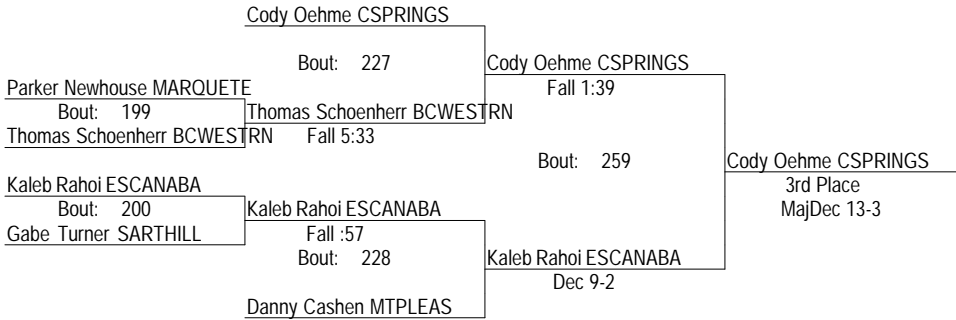 Cody Oehme CSPRINGS
Bout: 227
Cody Oehme CSPRINGS
Parker Newhouse MARQUETE
Fall 1:39
Bout: 199
Thomas Schoenherr BCWESTRN
Thomas Schoenherr BCWESTRN
Fall 5:33
Bout: 259
Cody Oehme CSPRINGS
Kaleb Rahoi ESCANABA
3rd Place
Bout: 200
Kaleb Rahoi ESCANABA
MajDec 13-3
Gabe Turner SARTHILL
Fall :57
Bout: 228
Kaleb Rahoi ESCANABA
Dec 9-2
Danny Cashen MTPLEAS